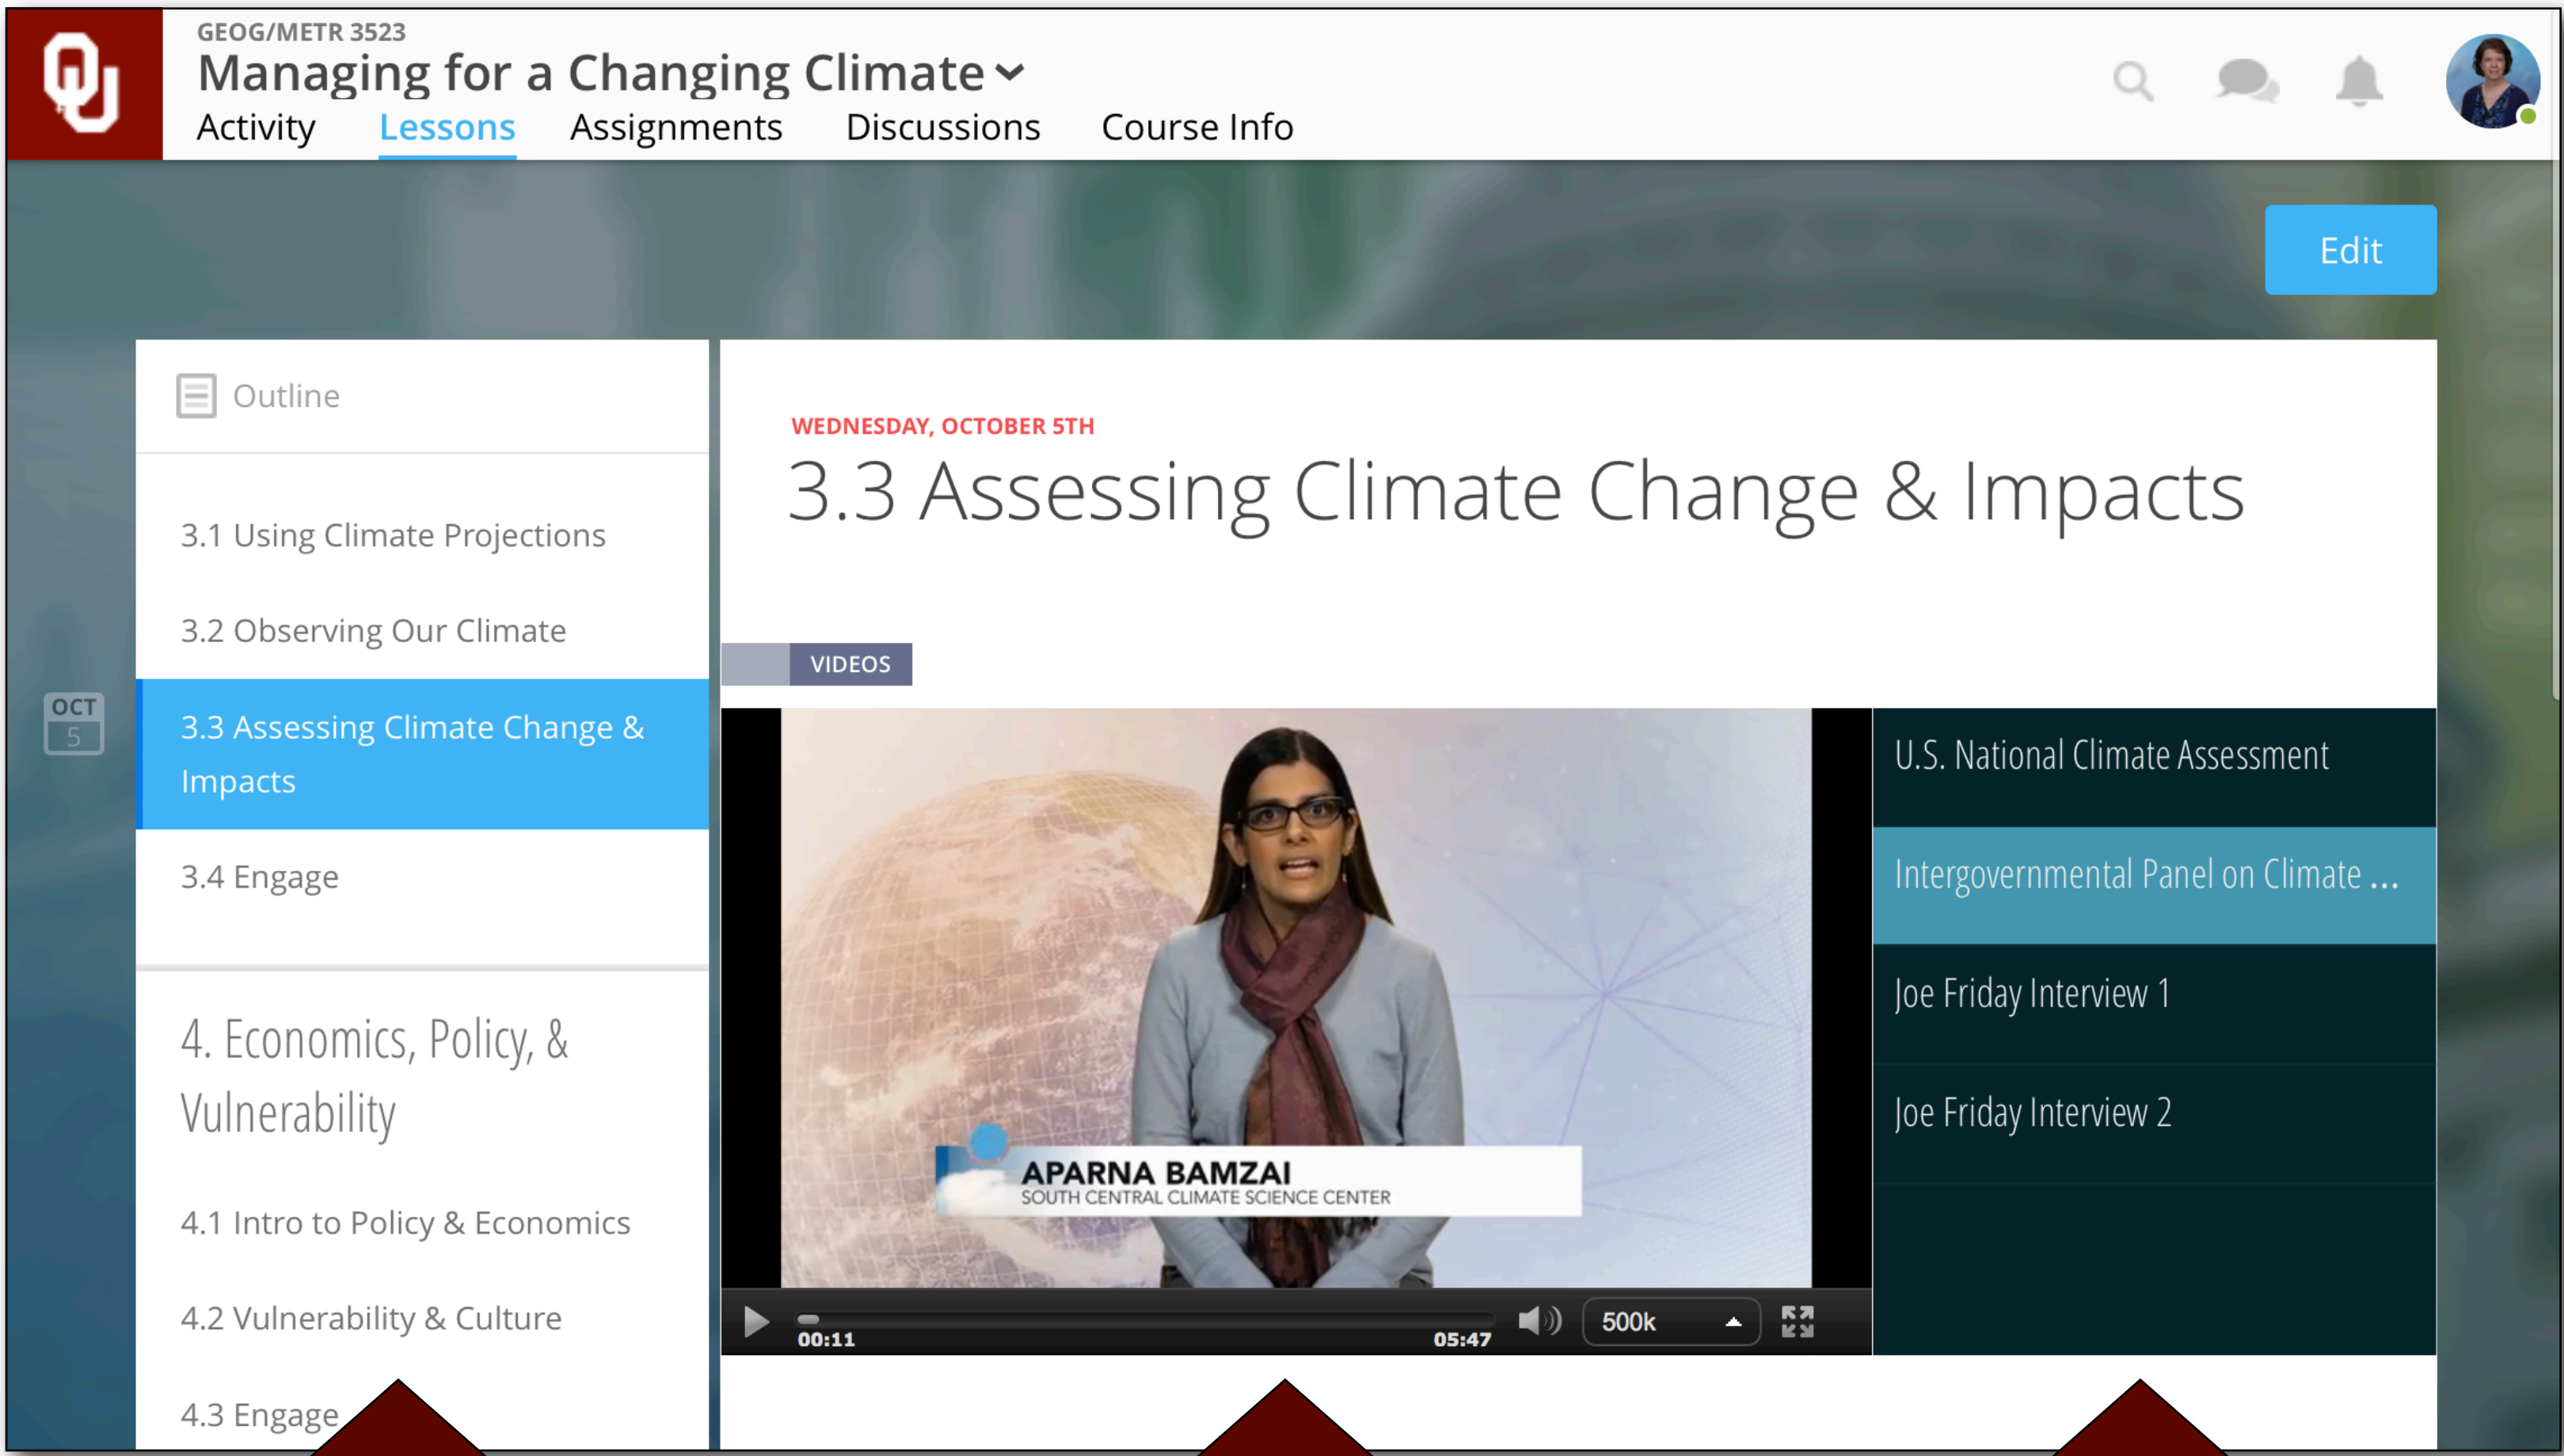 OU
GEOG/METR 3523
Managing for a Changing Climate
Activity Lessons Assignments Discussions Course Info
Edit
Outline
3.1 Using Climate Projections
3.2 Observing Our Climate
OCT
5
3.3 Assessing Climate Change &
Impacts
3.4 Engage
4. Economics, Policy, &
Vulnerability
4.1 Intro to Policy & Economics
4.2 Vulnerability & Culture
4.3 Engage
WEDNESDAY, OCTOBER 5TH
3.3 Assessing Climate Change & Impacts
VIDEOS
APARNA BAMZAI
SOUTH CENTRAL CLIMATE SCIENCE CENTER
00:11
05:47
500k
U.S. National Climate Assessment
Intergovernmental Panel on Climate ...
Joe Friday Interview 1
Joe Friday Interview 2